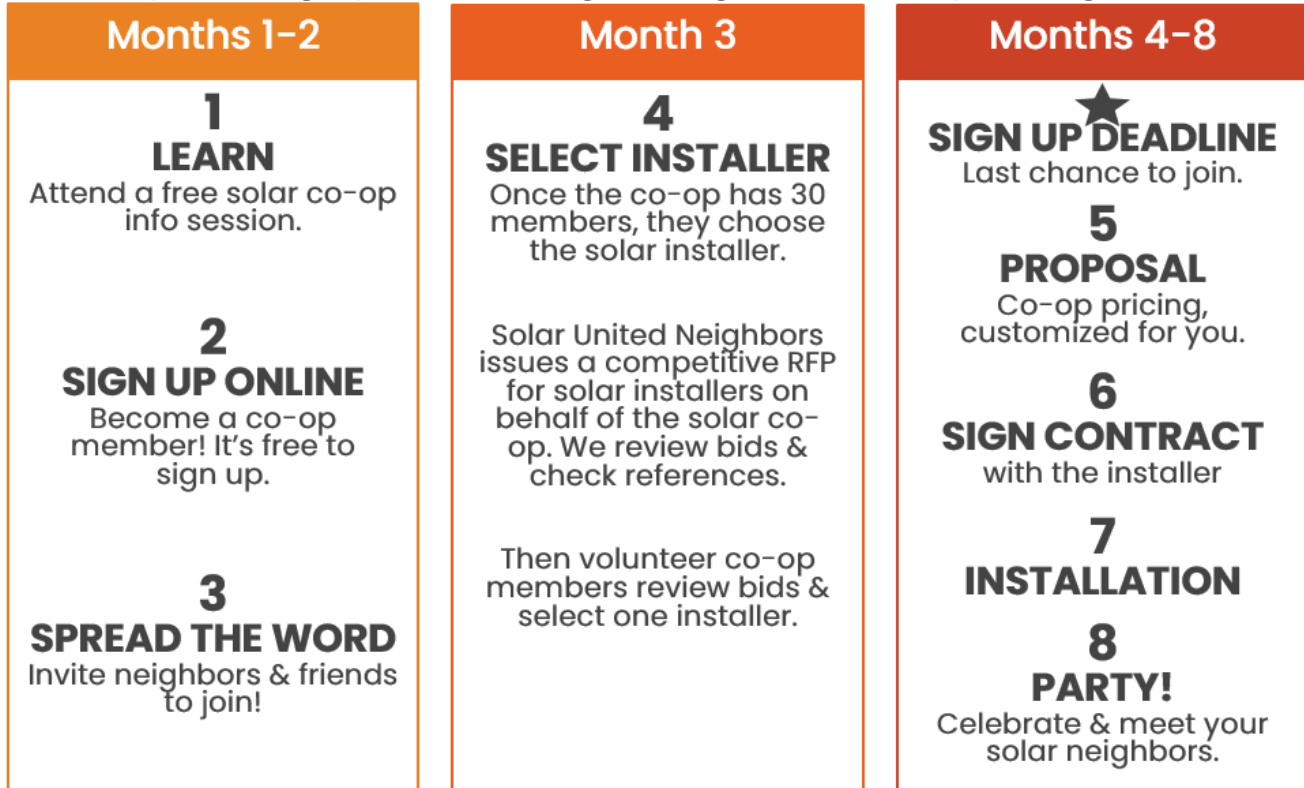 Months 1-2
1
LEARN
Attend a free solar co-op
info session.
2
SIGN UP ONLINE
Become a co-op
member! It's free to
sign up.
3
SPREAD THE WORD
Invite neighbors & friends
to join!
Month 3
4
SELECT INSTALLER
Once the co-op has 30
members, they choose
the solar installer.
Solar United Neighbors
issues a competitive RFP
for solar installers on
behalf of the solar co-
op. We review bids &
check references.
Then volunteer co-op
members review bids &
select one installer.
Months 4-8
SIGN UP DEADLINE
Last chance to join.
5
PROPOSAL
Co-op pricing,
customized for you.
6
SIGN CONTRACT
with the installer
7
INSTALLATION
8
PARTY!
Celebrate & meet your
solar neighbors.